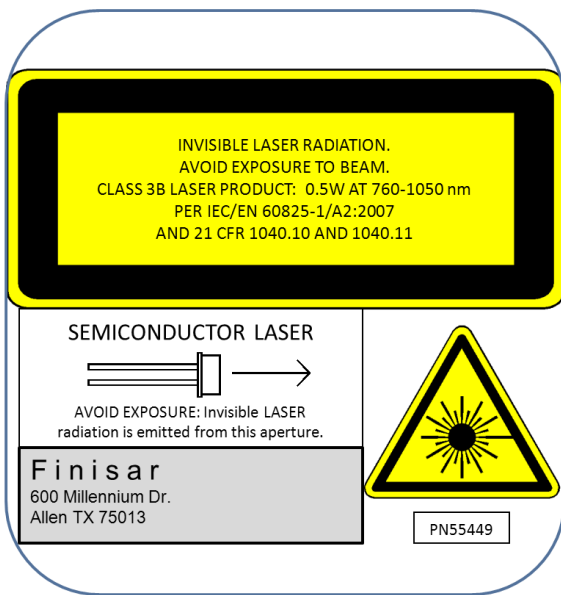 INVISIBLE LASER RADIATION.
AVOID EXPOSURE TO BEAM.
CLASS 3B LASER PRODUCT: 0.5W AT 760-1050 nm
PER IEC/EN 60825-1/A2:2007
AND 21 CFR 1040.10 AND 1040.11
SEMICONDUCTOR LASER
AVOID EXPOSURE: Invisible LASER
radiation is emitted from this aperture.
Finisar
600 Millennium Dr.
Allen TX 75013
PN55449